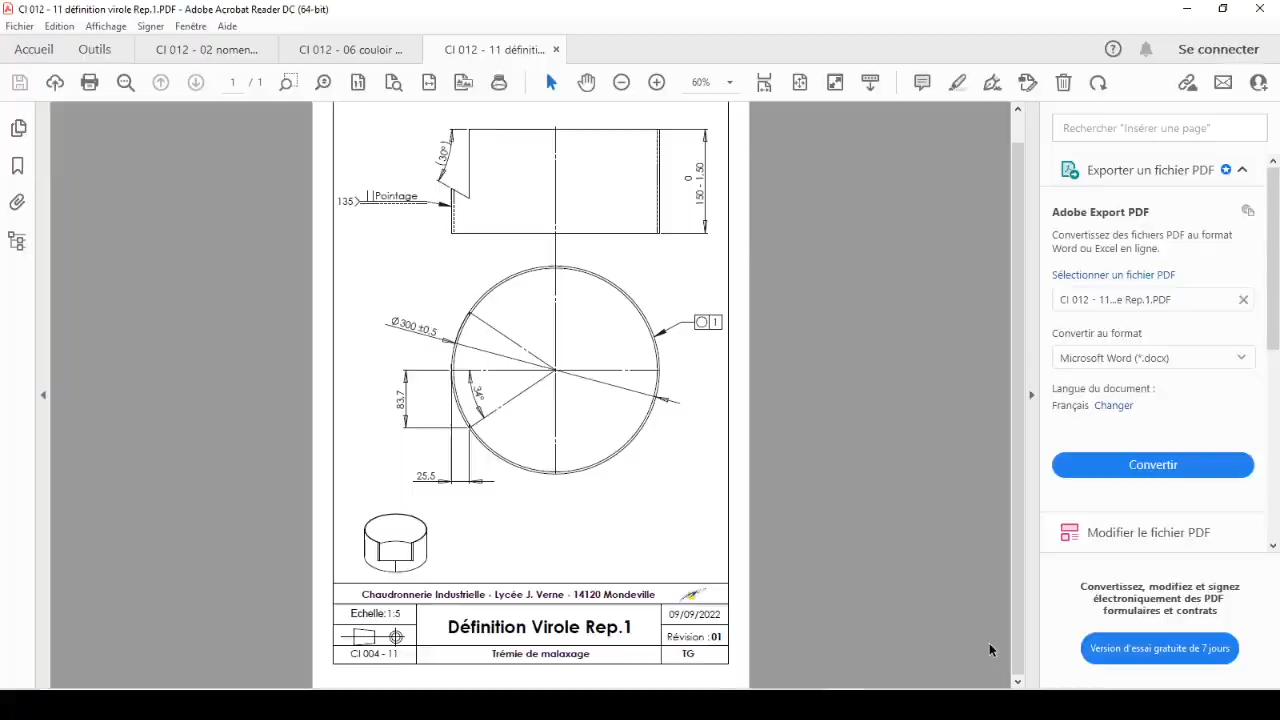 CI 012 - 11 définition virole Rep.1.PDF - Adobe Acrobat Reader DC (64-bit)
Fichier Edition Affichage Signer Fenêtre Aide
Accueil Outils CI 012 - 02 nomen... CI 012 - 06 couloir ... CI 012 - 11 définiti... × Se connecter
1 / 1 60%
(30°)
135 ||Pointage
0
150 - 1,50
Ø300 ±0,5
1
34°
83,7
25,5
Chaudronnerie Industrielle - Lycée J. Verne - 14120 Mondeville
Echelle:1:5
Définition Virole Rep.1
09/09/2022
Révision : 01
CI 004 - 11
Trémie de malaxage
TG
Rechercher "Insérer une page"
Exporter un fichier PDF
Adobe Export PDF
Convertissez des fichiers PDF au format
Word ou Excel en ligne.
Sélectionner un fichier PDF
CI 012 - 11...e Rep.1.PDF
Convertir au format
Microsoft Word (*.docx)
Langue du document :
Français Changer
Convertir
Modifier le fichier PDF
Convertissez, modifiez et signez
électroniquement des PDF
formulaires et contrats
Version d'essai gratuite de 7 jours